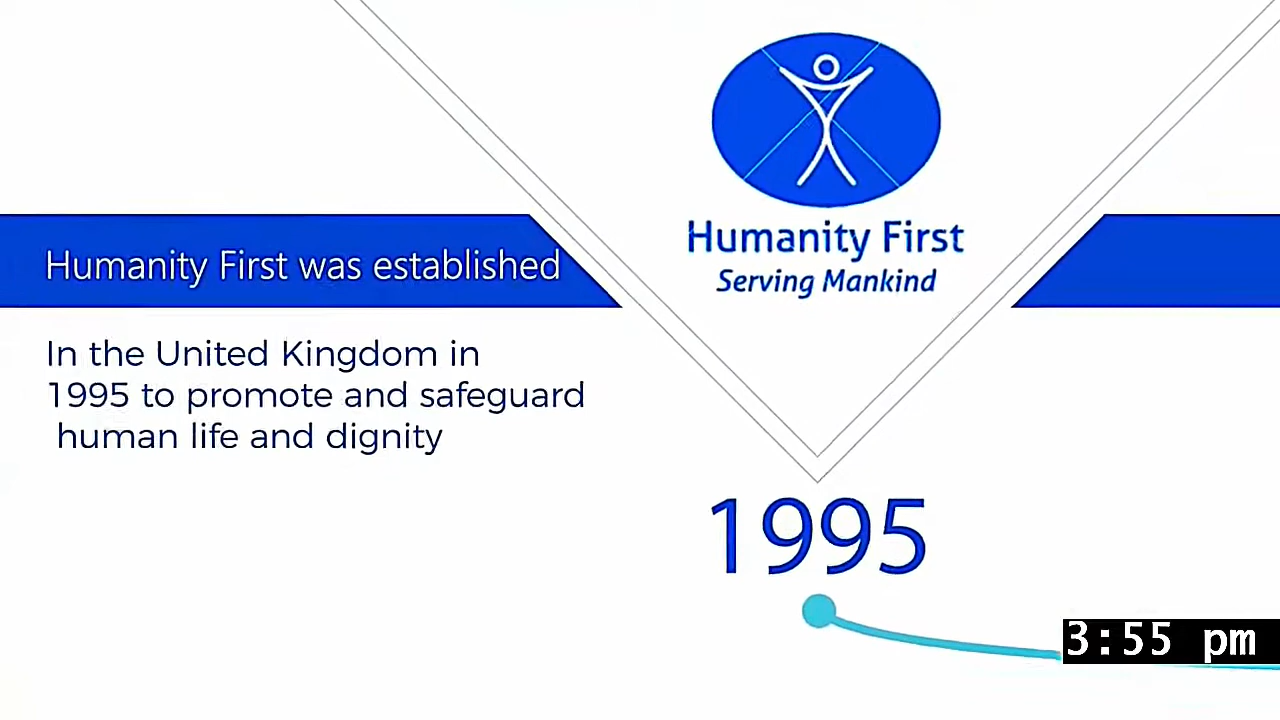 Humanity First
Serving Mankind
Humanity First was established
In the United Kingdom in
1995 to promote and safeguard
human life and dignity
1995
3:55 pm